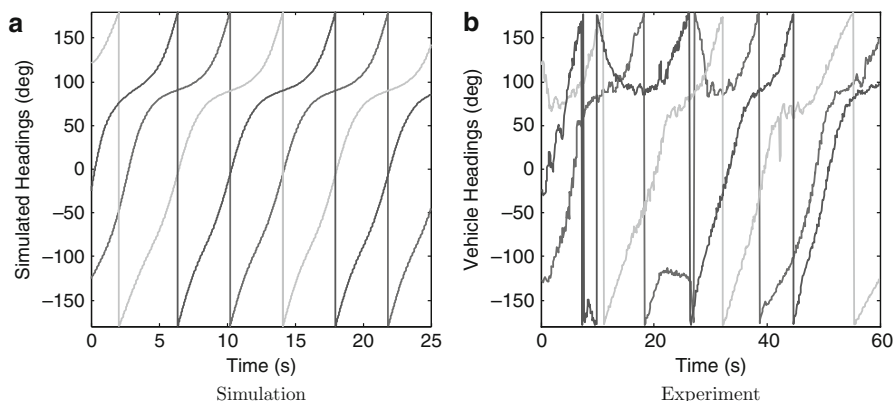 a
Simulated Headings (deg)
150
100
50
0
−50
−100
−150
0 5 10 15 20 25
Time (s)
Simulation
b
Vehicle Headings (deg)
150
100
50
0
−50
−100
−150
0 20 40 60
Time (s)
Experiment